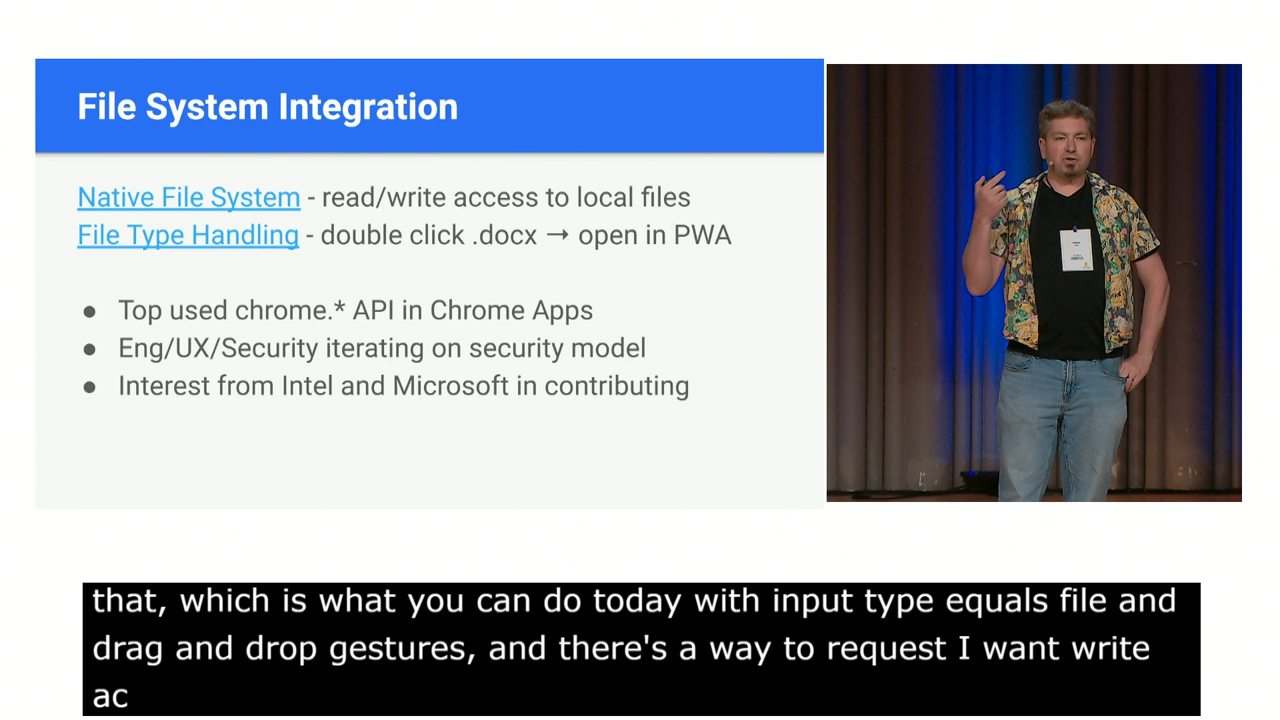 File System Integration
Native File System - read/write access to local files
File Type Handling - double click .docx → open in PWA
● Top used chrome.* API in Chrome Apps
● Eng/UX/Security iterating on security model
● Interest from Intel and Microsoft in contributing
that, which is what you can do today with input type equals file and
drag and drop gestures, and there's a way to request I want write
ac